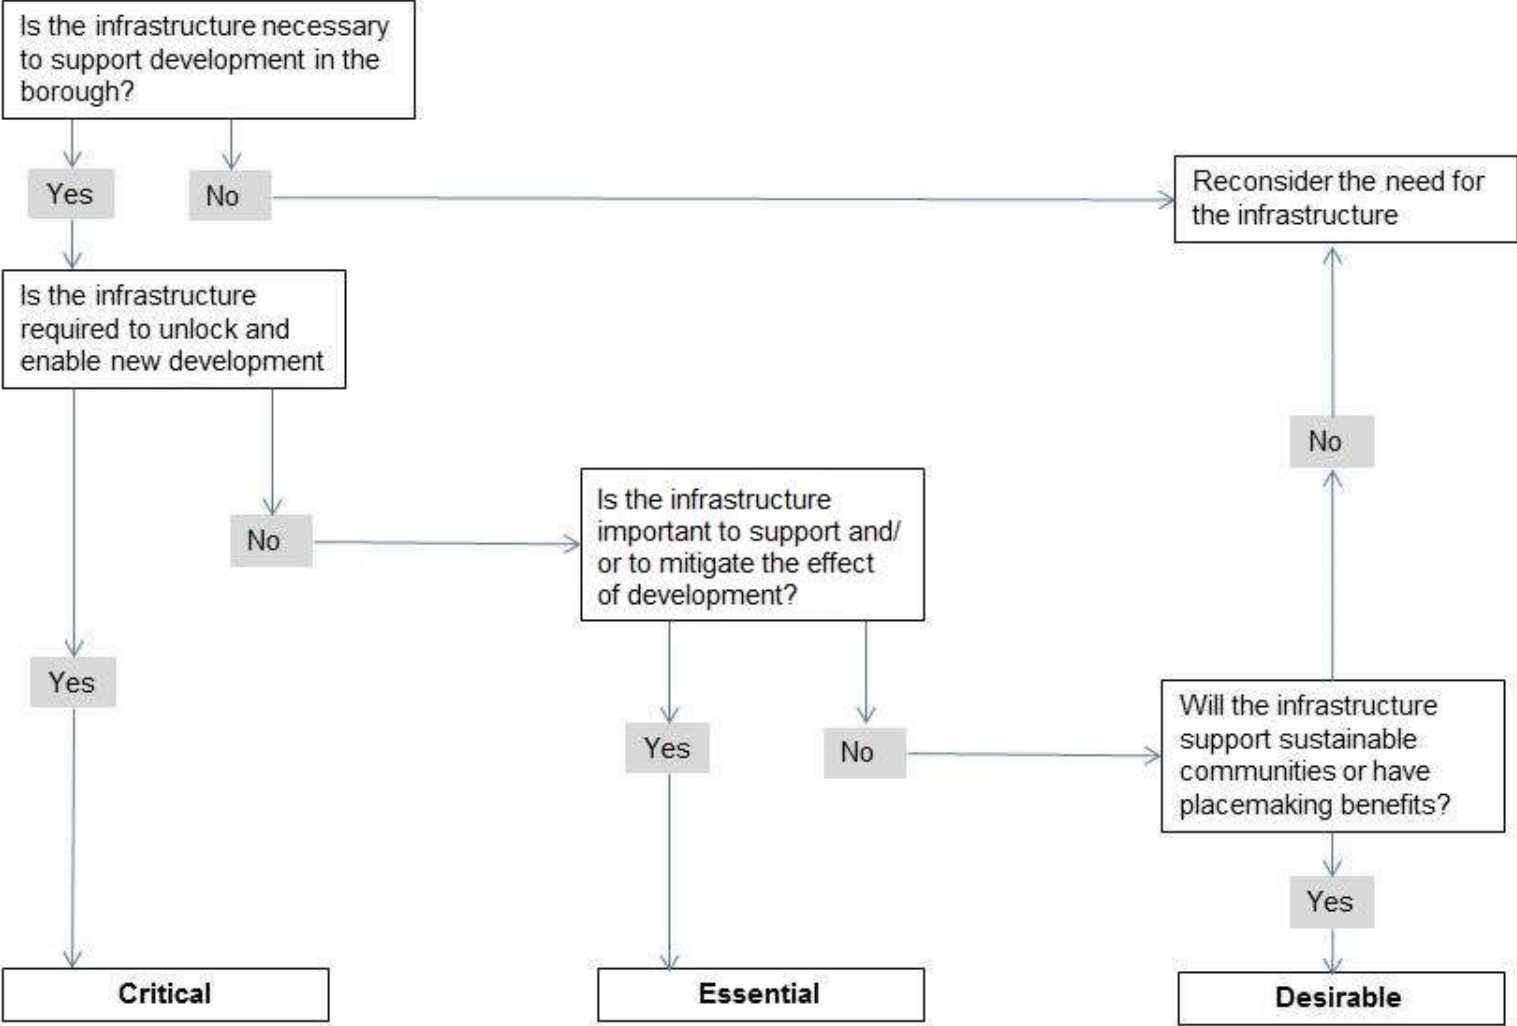 Is the infrastructure necessary
to support development in the
borough?
Yes
No
Reconsider the need for
the infrastructure
Is the infrastructure
required to unlock and
enable new development
No
Is the infrastructure
important to support and/
or to mitigate the effect
of development?
No
Yes
Yes
No
Will the infrastructure
support sustainable
communities or have
placemaking benefits?
Yes
Critical
Essential
Desirable